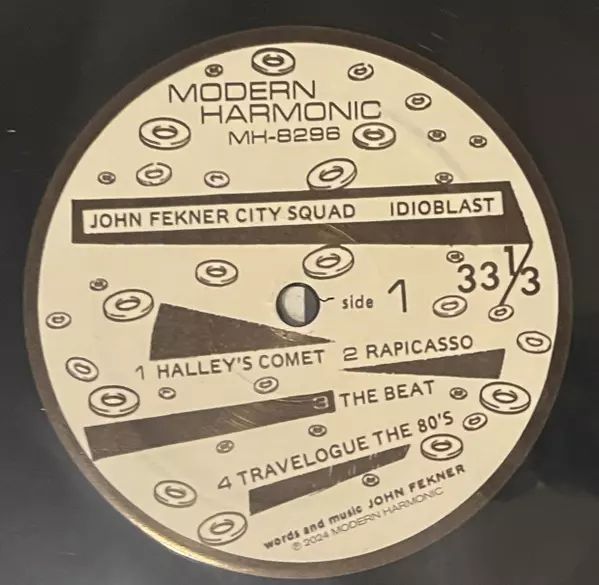 MODERN
HARMONIC
MH-8296
JOHN FEKNER CITY SQUAD IDIOBLAST
33 1/3
side 1
1 HALLEY'S COMET 2 RAPICASSO
3 THE BEAT
4 TRAVELOGUE THE 80'S
words and music JOHN FEKNER
℗ 2024 MODERN HARMONIC